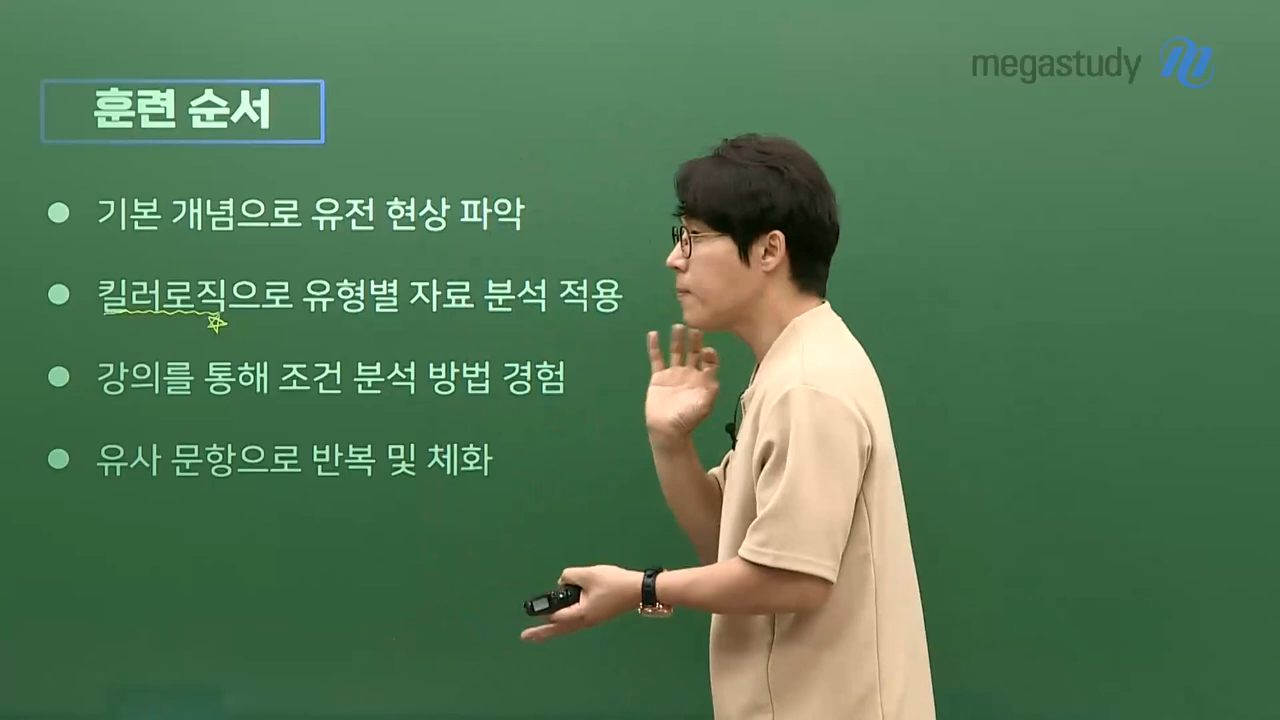 megastudy
훈련 순서
기본 개념으로 유전 현상 파악
킬러로직으로 유형별 자료 분석 적용
강의를 통해 조건 분석 방법 경험
유사 문항으로 반복 및 체화